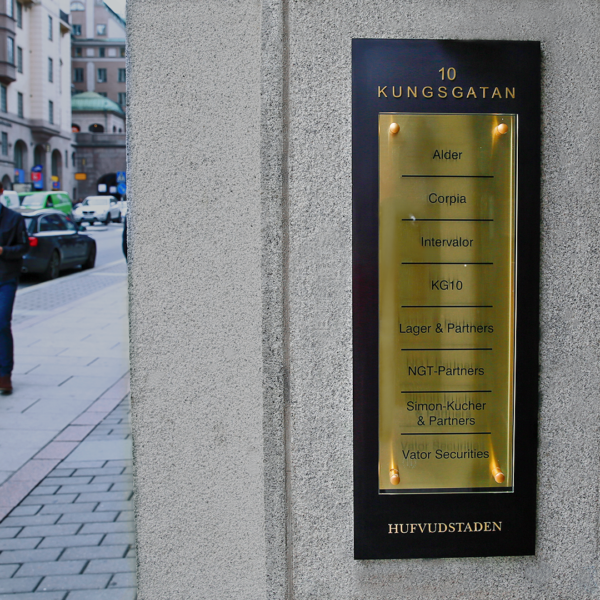 10
KUNGSGATAN
Alder
Corpia
Intervalor
KG10
Lager & Partners
NGT-Partners
Simon-Kucher
& Partners
Vator Securities
HUFVUDSTADEN